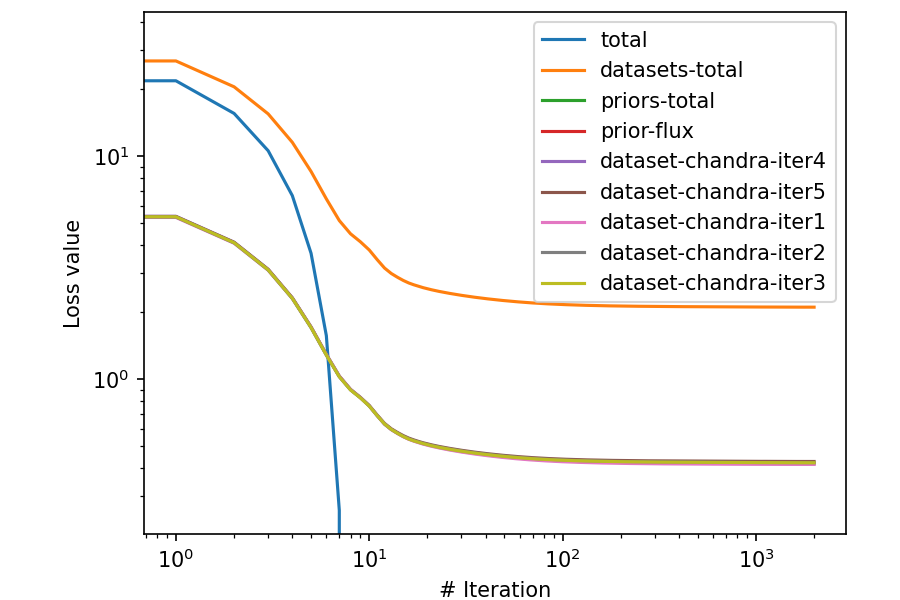 total
datasets-total
priors-total
prior-flux
dataset-chandra-iter4
dataset-chandra-iter5
dataset-chandra-iter1
dataset-chandra-iter2
dataset-chandra-iter3
Loss value
10¹
10⁰
10⁰ 10¹ 10² 10³
# Iteration